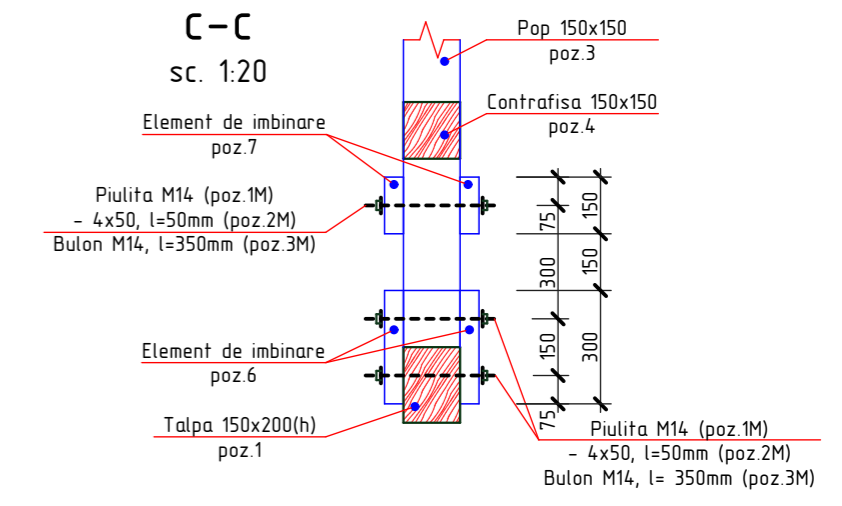 C-C
sc. 1:20
Pop 150x150
poz.3
Contrafisa 150x150
poz.4
Element de imbinare
poz.7
Piulita M14 (poz.1M)
- 4x50, l=50mm (poz.2M)
Bulon M14, l=350mm (poz.3M)
75
150
300
150
150
300
75
Element de imbinare
poz.6
Talpa 150x200(h)
poz.1
Piulita M14 (poz.1M)
- 4x50, l=50mm (poz.2M)
Bulon M14, l= 350mm (poz.3M)